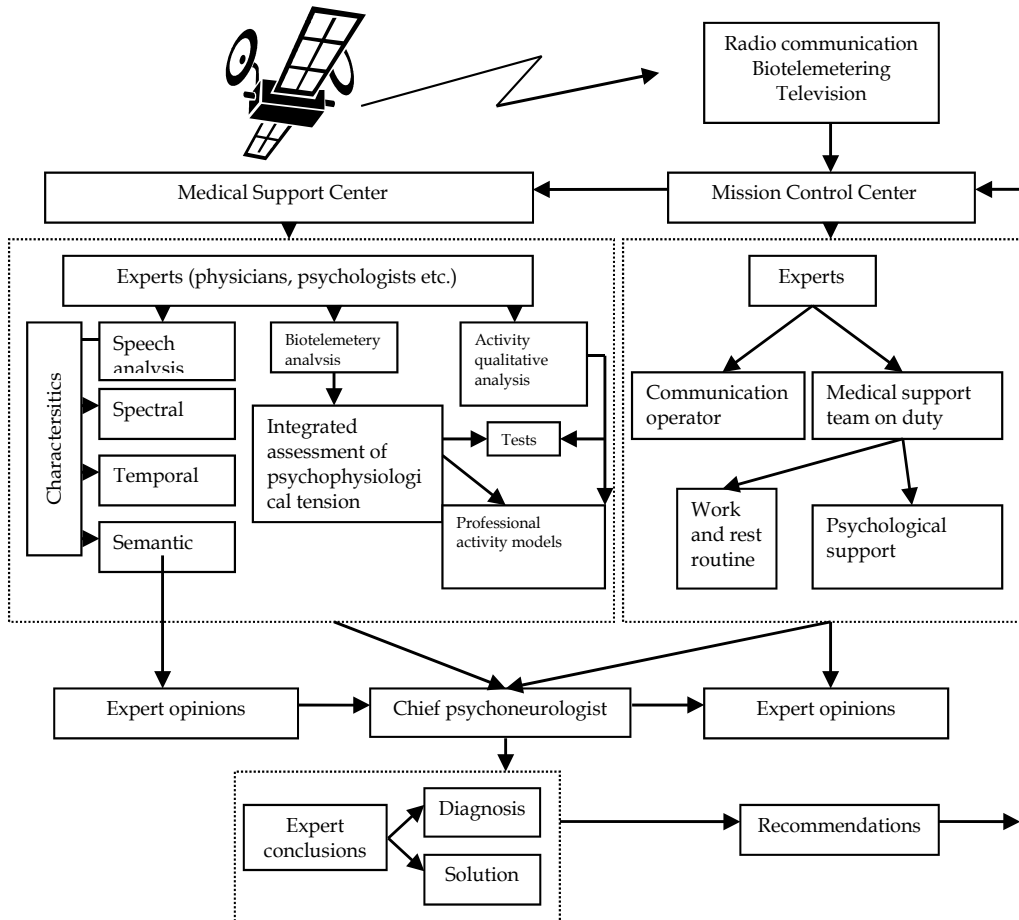 Radio communication
Biotelemetering
Television
Medical Support Center
Mission Control Center
Experts (physicians, psychologists etc.)
Experts
Charactersitics
Speech
analysis
Spectral
Temporal
Semantic
Biotelemetery
analysis
Integrated
assessment of
psychophysiologi
cal tension
Activity
qualitative
analysis
Tests
Professional
activity models
Communication
operator
Medical support
team on duty
Work
and rest
routine
Psychological
support
Expert opinions
Chief psychoneurologist
Expert opinions
Expert
conclusions
Diagnosis
Solution
Recommendations